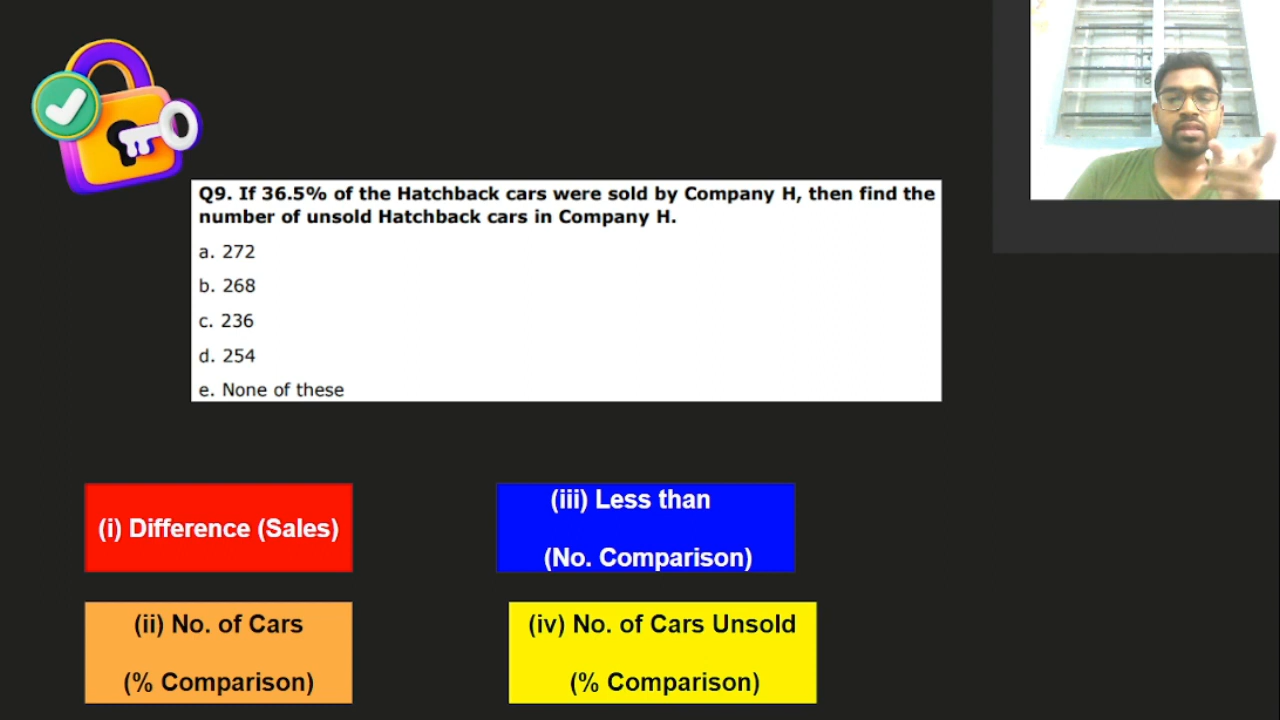 Q9. If 36.5% of the Hatchback cars were sold by Company H, then find the
number of unsold Hatchback cars in Company H.
a. 272
b. 268
c. 236
d. 254
e. None of these
(i) Difference (Sales)
(iii) Less than
(No. Comparison)
(ii) No. of Cars
(% Comparison)
(iv) No. of Cars Unsold
(% Comparison)